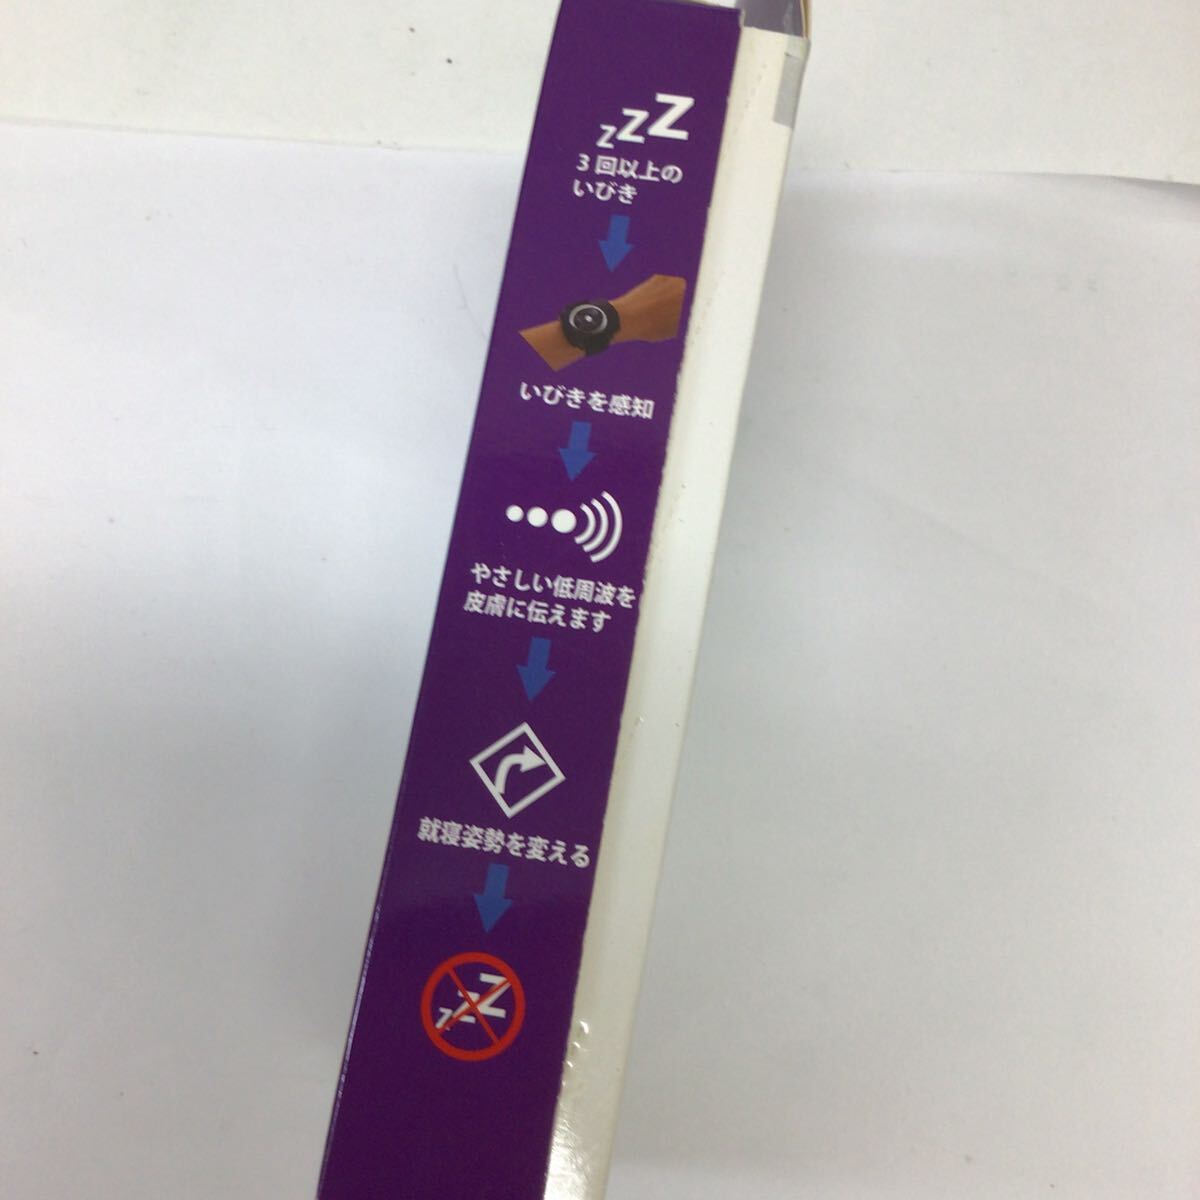 zzZ
3回以上の
いびき
いびきを感知
やさしい低周波を
皮膚に伝えます
就寝姿勢を変える
zzZ